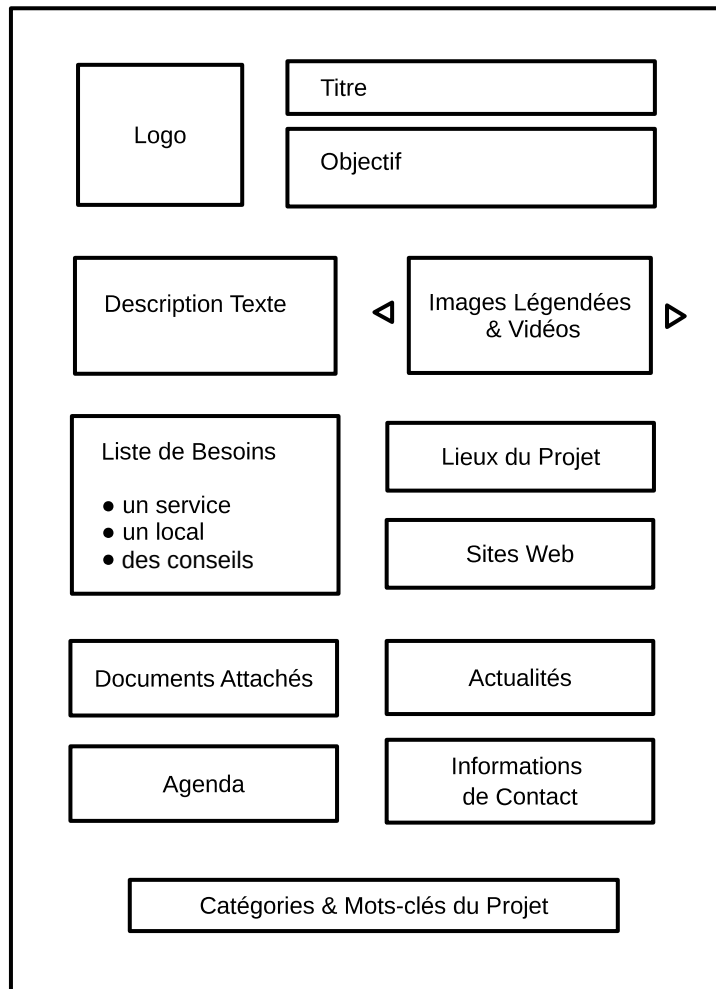 Logo
Titre
Objectif
Description Texte
Images Légendées
& Vidéos
Liste de Besoins
● un service
● un local
● des conseils
Lieux du Projet
Sites Web
Documents Attachés
Actualités
Agenda
Informations
de Contact
Catégories & Mots-clés du Projet